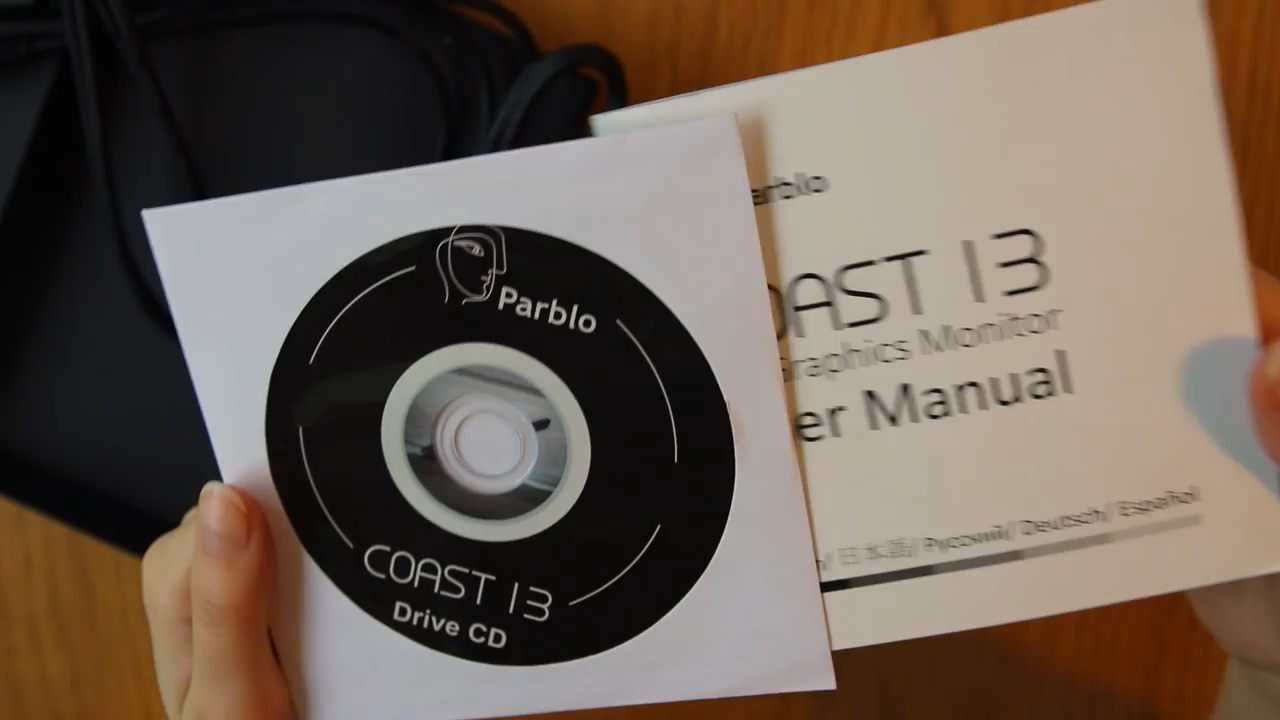 Parblo
COAST 13
Drive CD
arblo
OAST 13
Graphics Monitor
er Manual
/ 日本語/ Русский/ Deutsch/ Español